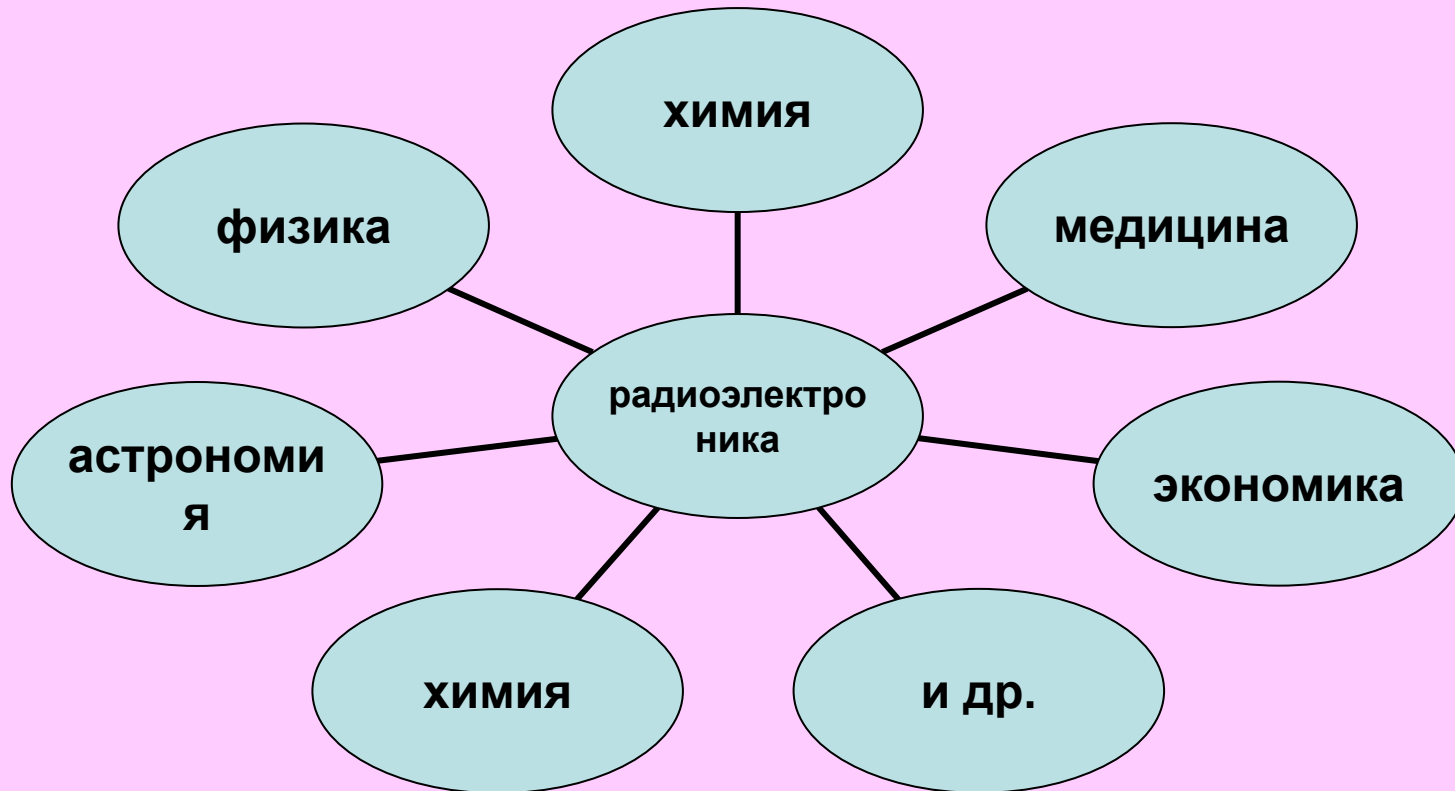 химия
физика
медицина
радиоэлектро
ника
астрономи
я
экономика
химия
и др.